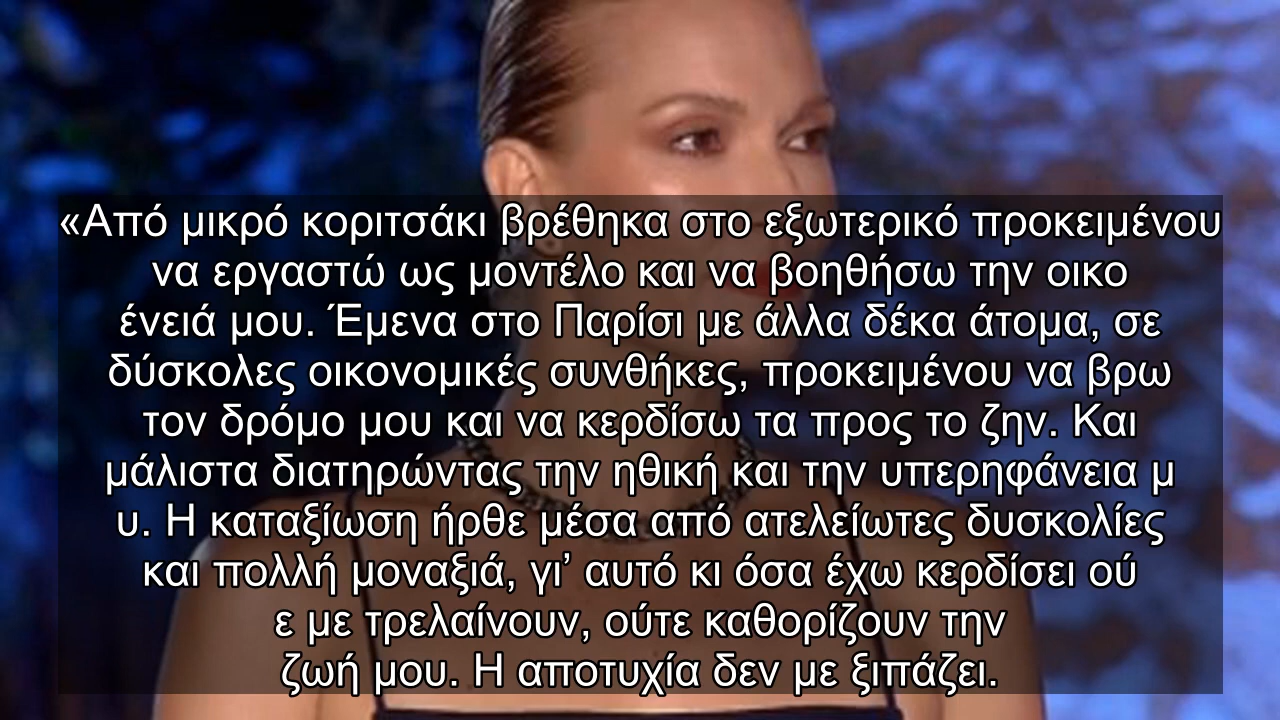 «Από μικρό κοριτσάκι βρέθηκα στο εξωτερικό προκειμένου
να εργαστώ ως μοντέλο και να βοηθήσω την οικο
ένειά μου. Έμενα στο Παρίσι με άλλα δέκα άτομα, σε
δύσκολες οικονομικές συνθήκες, προκειμένου να βρω
τον δρόμο μου και να κερδίσω τα προς το ζην. Και
μάλιστα διατηρώντας την ηθική και την υπερηφάνεια μ
υ. Η καταξίωση ήρθε μέσα από ατελείωτες δυσκολίες
και πολλή μοναξιά, γι’ αυτό κι όσα έχω κερδίσει ού
ε με τρελαίνουν, ούτε καθορίζουν την
ζωή μου. Η αποτυχία δεν με ξιπάζει.